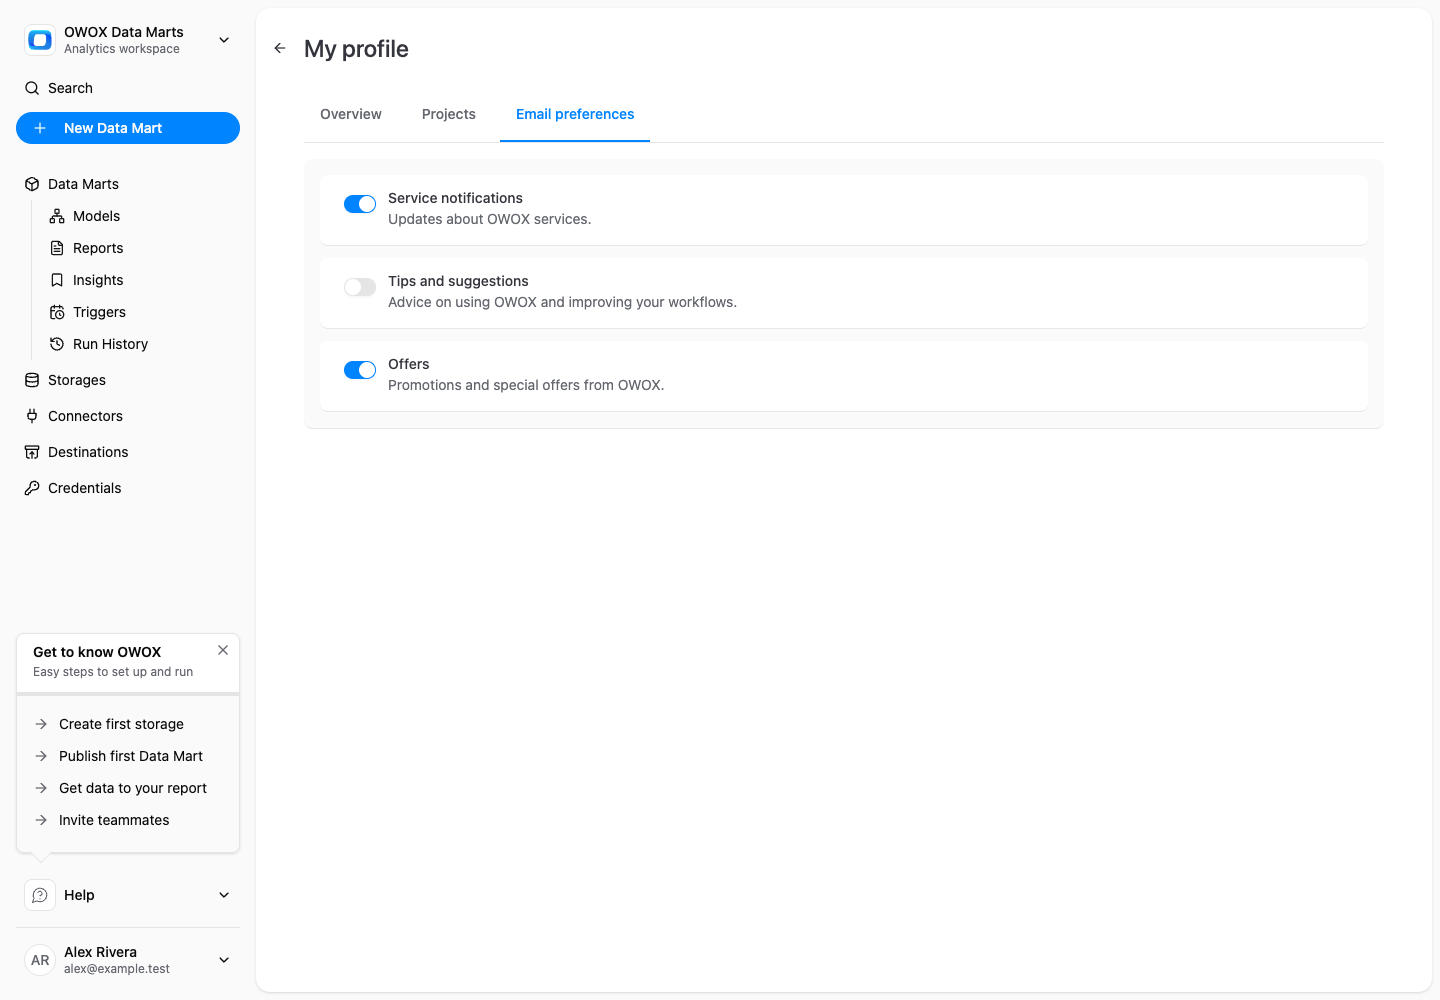 OWOX Data Marts
Analytics workspace
Search
New Data Mart
Data Marts
Models
Reports
Insights
Triggers
Run History
Storages
Connectors
Destinations
Credentials
Get to know OWOX
Easy steps to set up and run
Create first storage
Publish first Data Mart
Get data to your report
Invite teammates
Help
AR
Alex Rivera
alex@example.test
My profile
Overview
Projects
Email preferences
Service notifications
Updates about OWOX services.
Tips and suggestions
Advice on using OWOX and improving your workflows.
Offers
Promotions and special offers from OWOX.